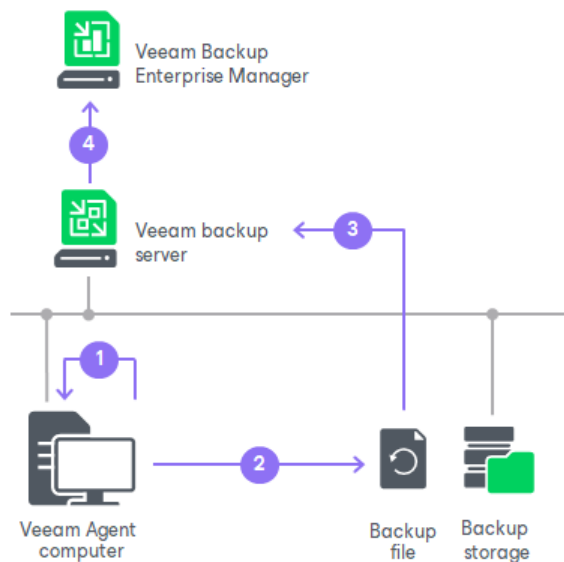 Veeam Backup
Enterprise Manager
4
Veeam backup
server
3
1
2
Veeam Agent
computer
Backup
file
Backup
storage